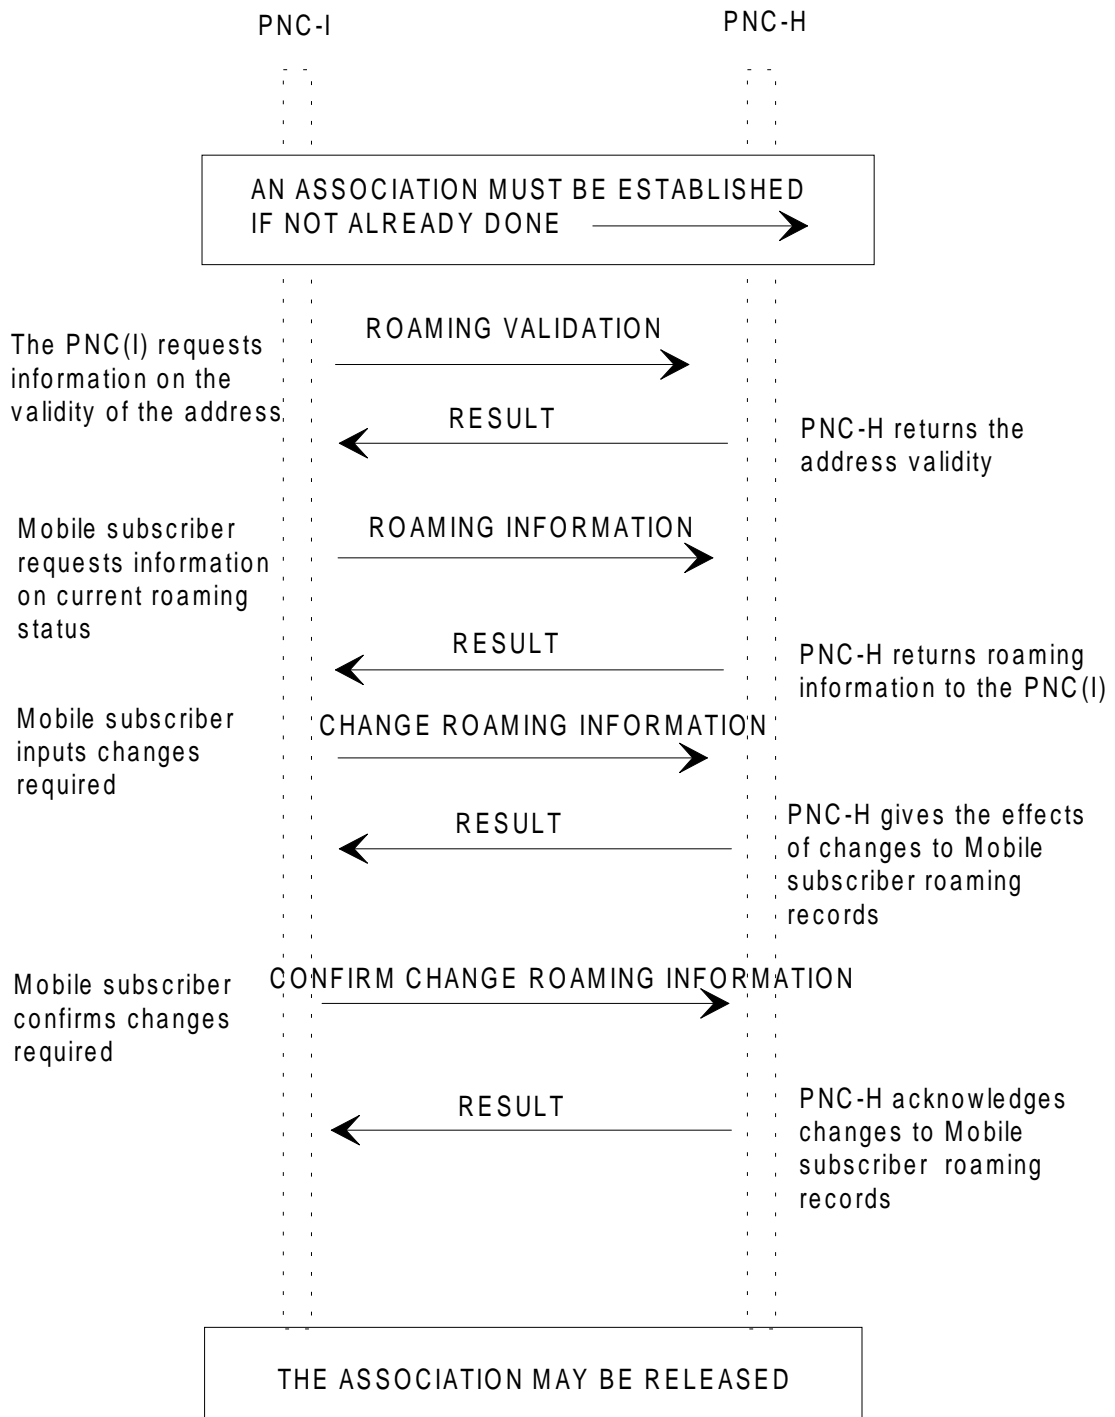 PNC-I
PNC-H
AN ASSOCIATION MUST BE ESTABLISHED
IF NOT ALREADY DONE
ROAMING VALIDATION
The PNC(I) requests
information on the
validity of the address
RESULT
PNC-H returns the
address validity
Mobile subscriber
requests information
on current roaming
status
ROAMING INFORMATION
RESULT
PNC-H returns roaming
information to the PNC(I)
Mobile subscriber
inputs changes
required
CHANGE ROAMING INFORMATION
RESULT
PNC-H gives the effects
of changes to Mobile
subscriber roaming
records
Mobile subscriber
confirms changes
required
CONFIRM CHANGE ROAMING INFORMATION
RESULT
PNC-H acknowledges
changes to Mobile
subscriber roaming
records
THE ASSOCIATION MAY BE RELEASED